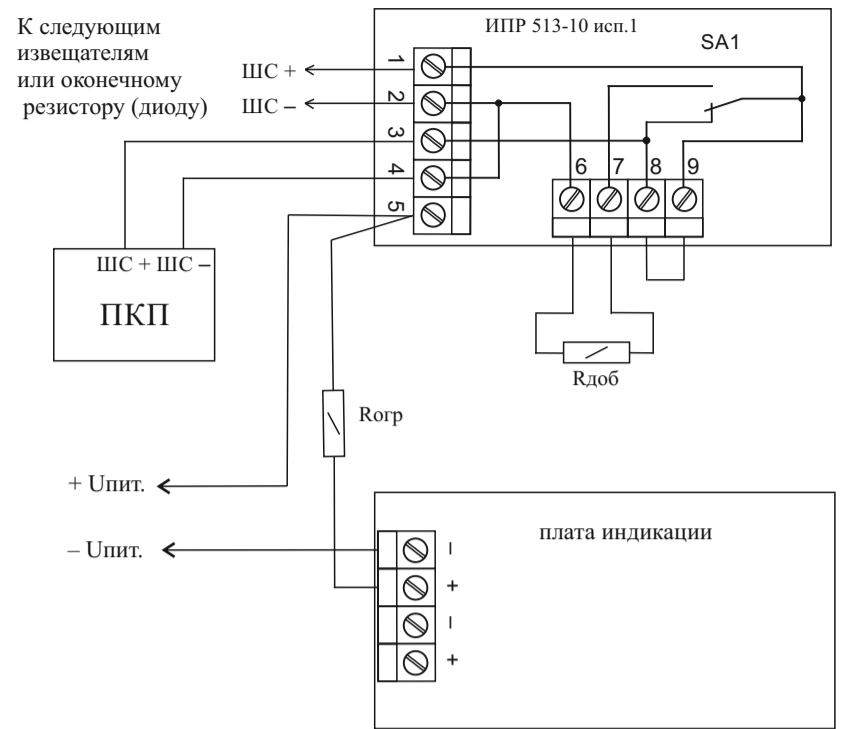 К следующим
извещателям
или оконечному
резистору (диоду)
ИПР 513-10 исп.1
SA1
ШС +
ШС –
1
2
3
4
5
6 7 8 9
ШС + ШС –
ПКП
Rдоб
Rогр
+ Uпит.
– Uпит.
плата индикации
–
+
–
+